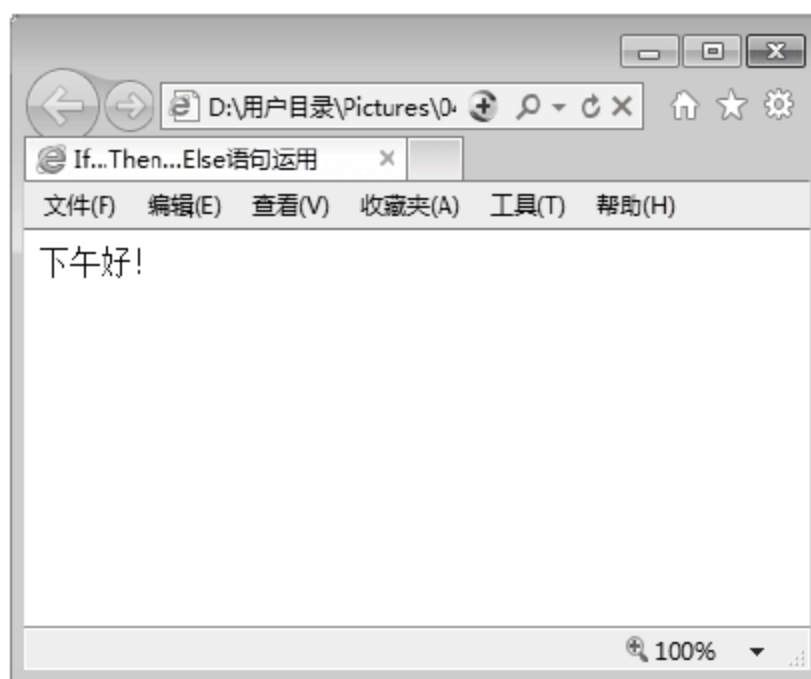 D:\用户目录\Pictures\04
If...Then...Else语句运用
文件(F) 编辑(E) 查看(V) 收藏夹(A) 工具(T) 帮助(H)
下午好!
100%